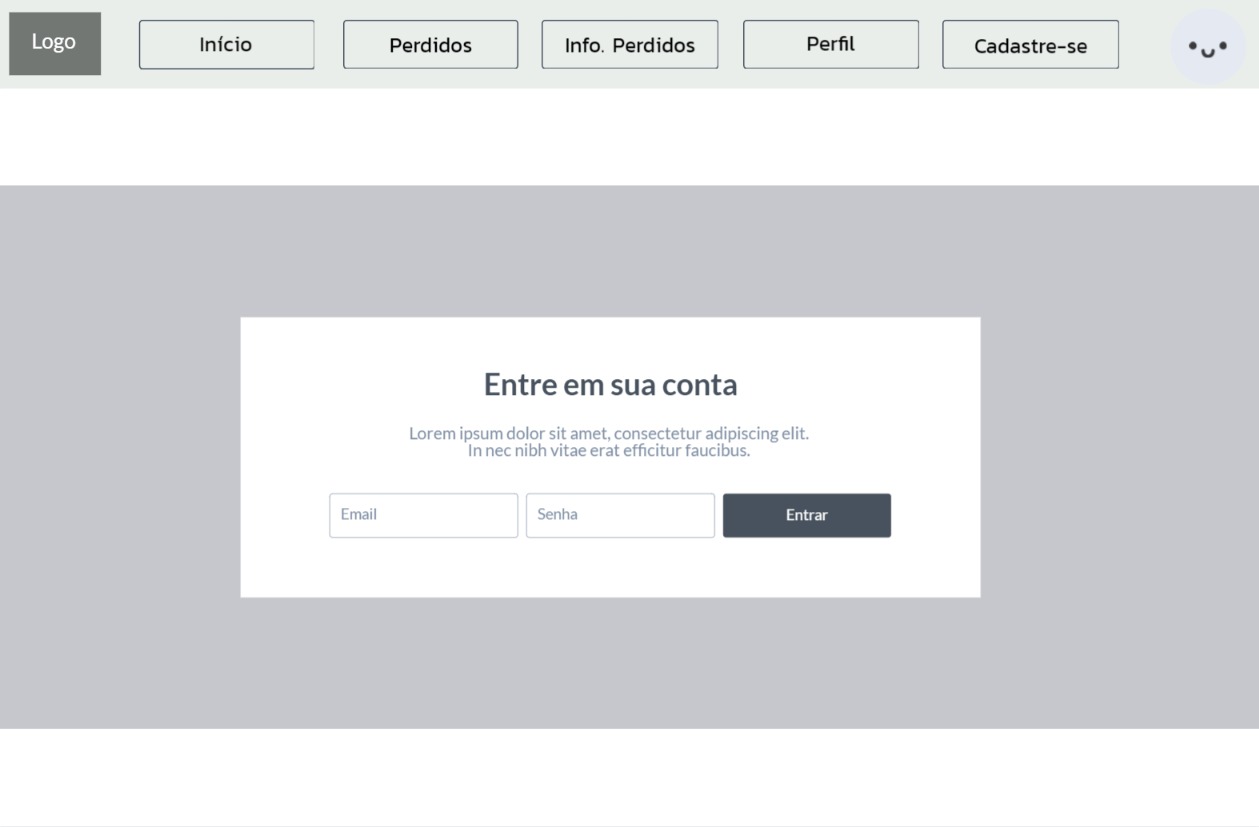 Logo
Início
Perdidos
Info. Perdidos
Perfil
Cadastre-se
Entre em sua conta
Lorem ipsum dolor sit amet, consectetur adipiscing elit.
In nec nibh vitae erat efficitur faucibus.
Email
Senha
Entrar